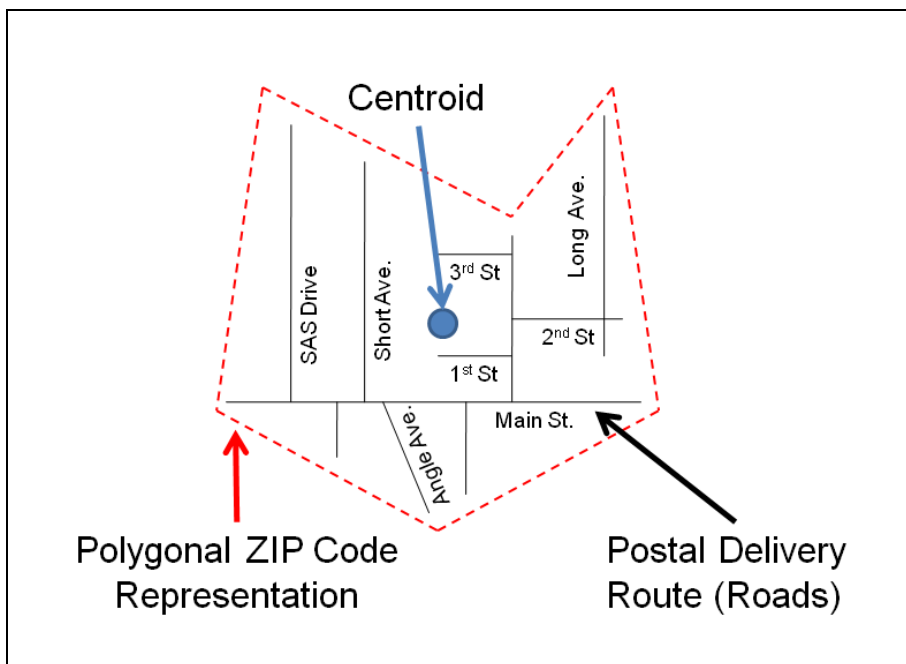 Centroid
Long Ave.
3rd St
SAS Drive
Short Ave.
2nd St
1st St
Main St.
Angle Ave.
Polygonal ZIP Code
Representation
Postal Delivery
Route (Roads)